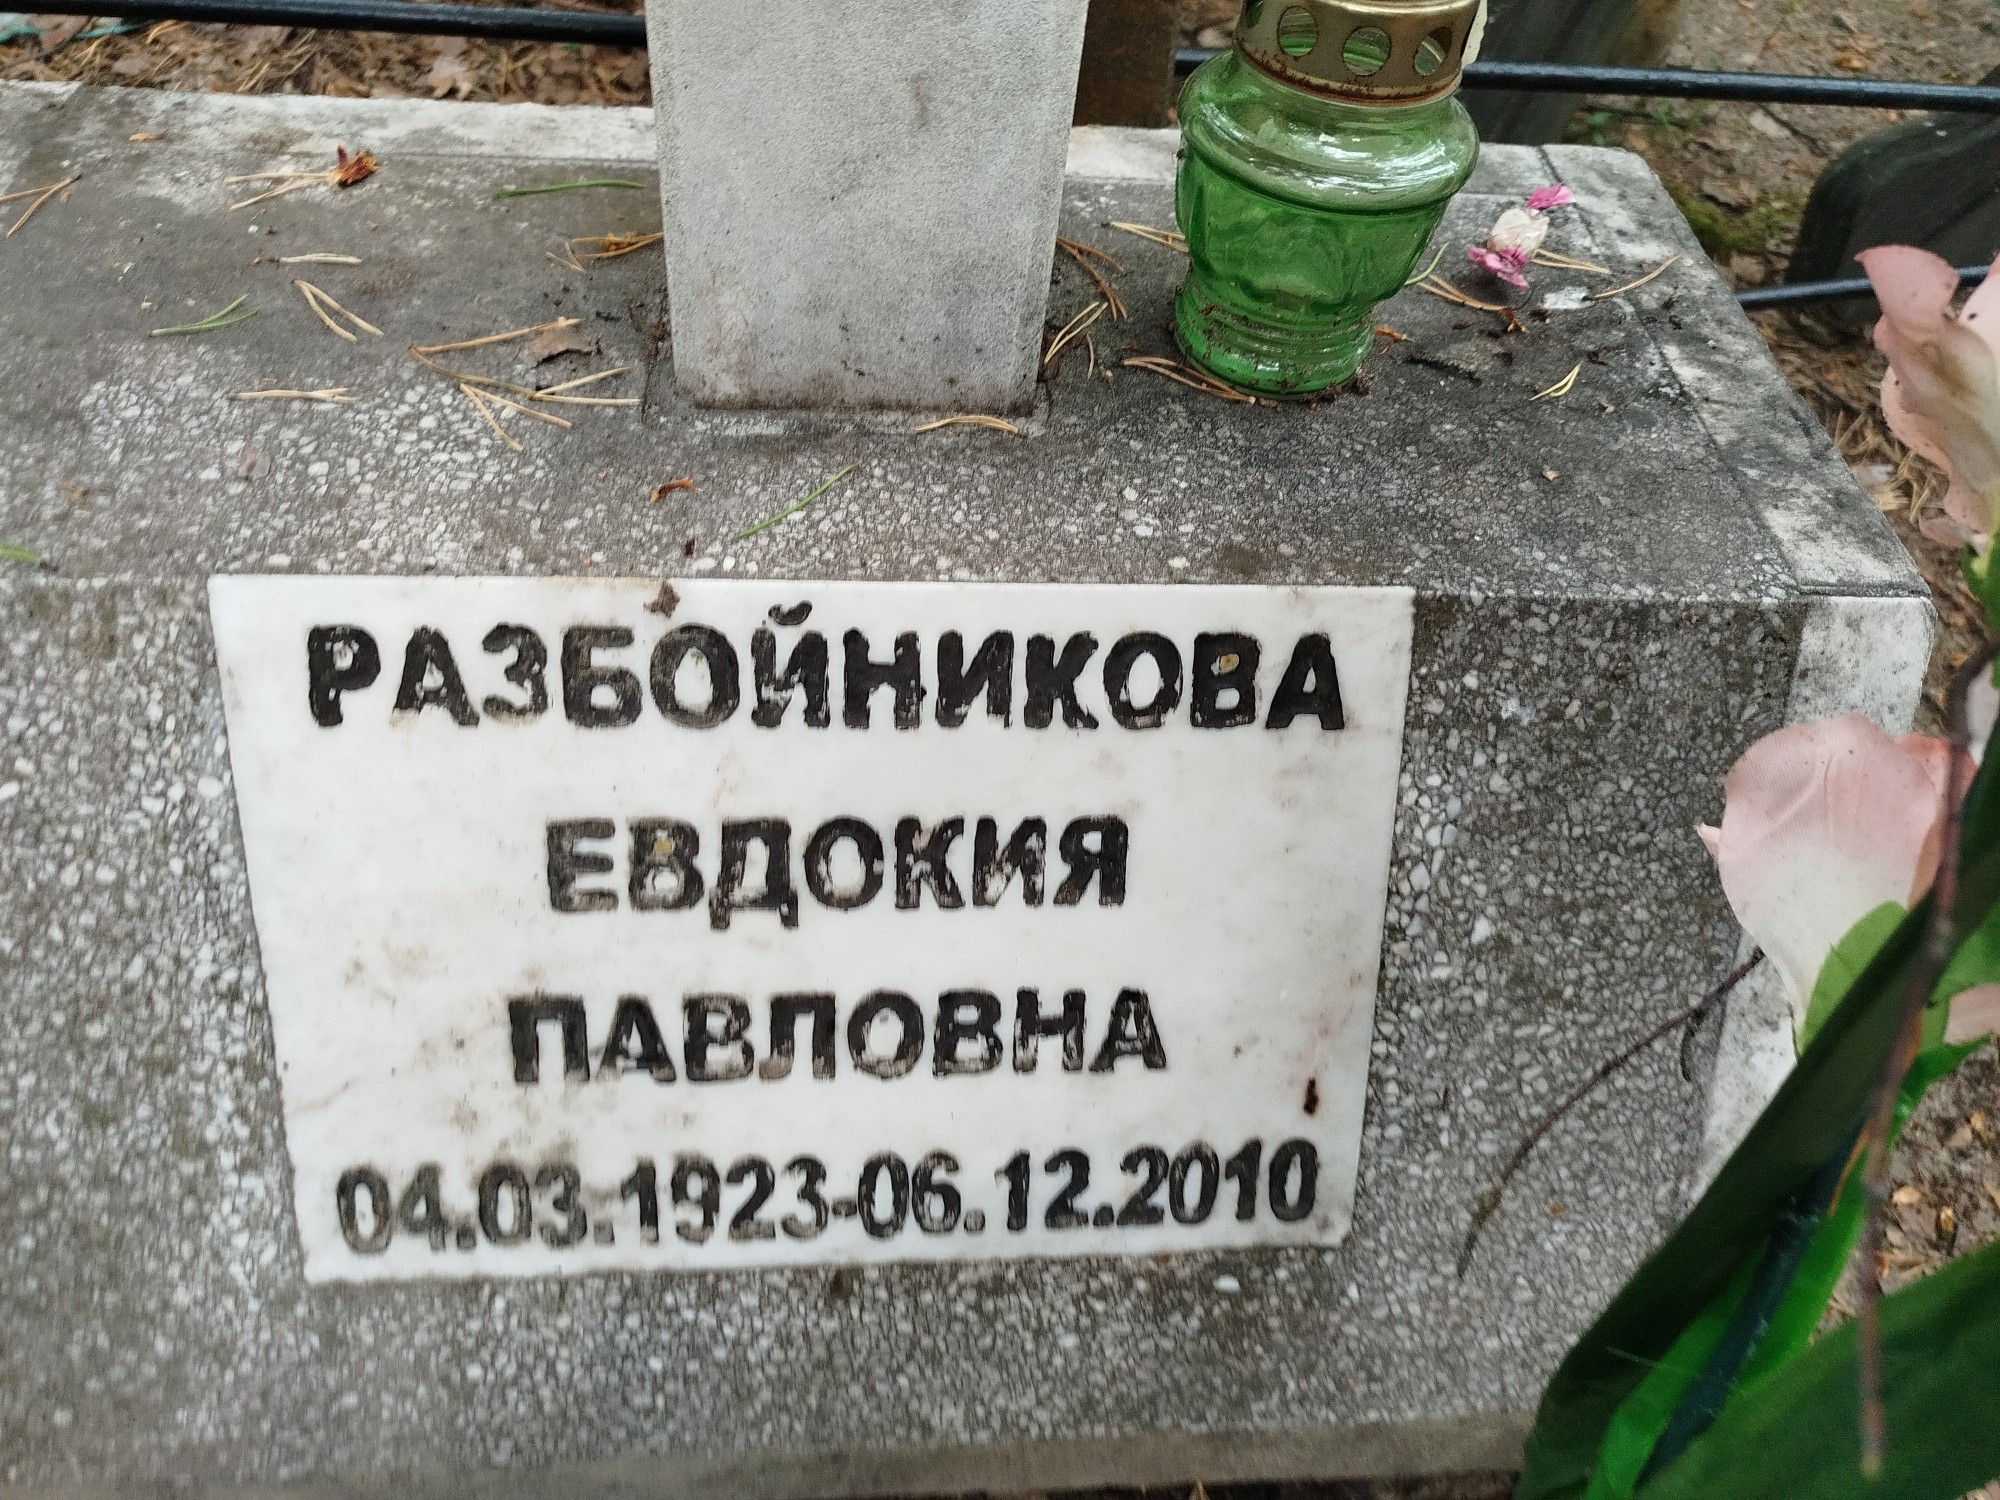 РАЗБОЙНИКОВА
ЕВДОКИЯ
ПАВЛОВНА
04.03.1923-06.12.2010